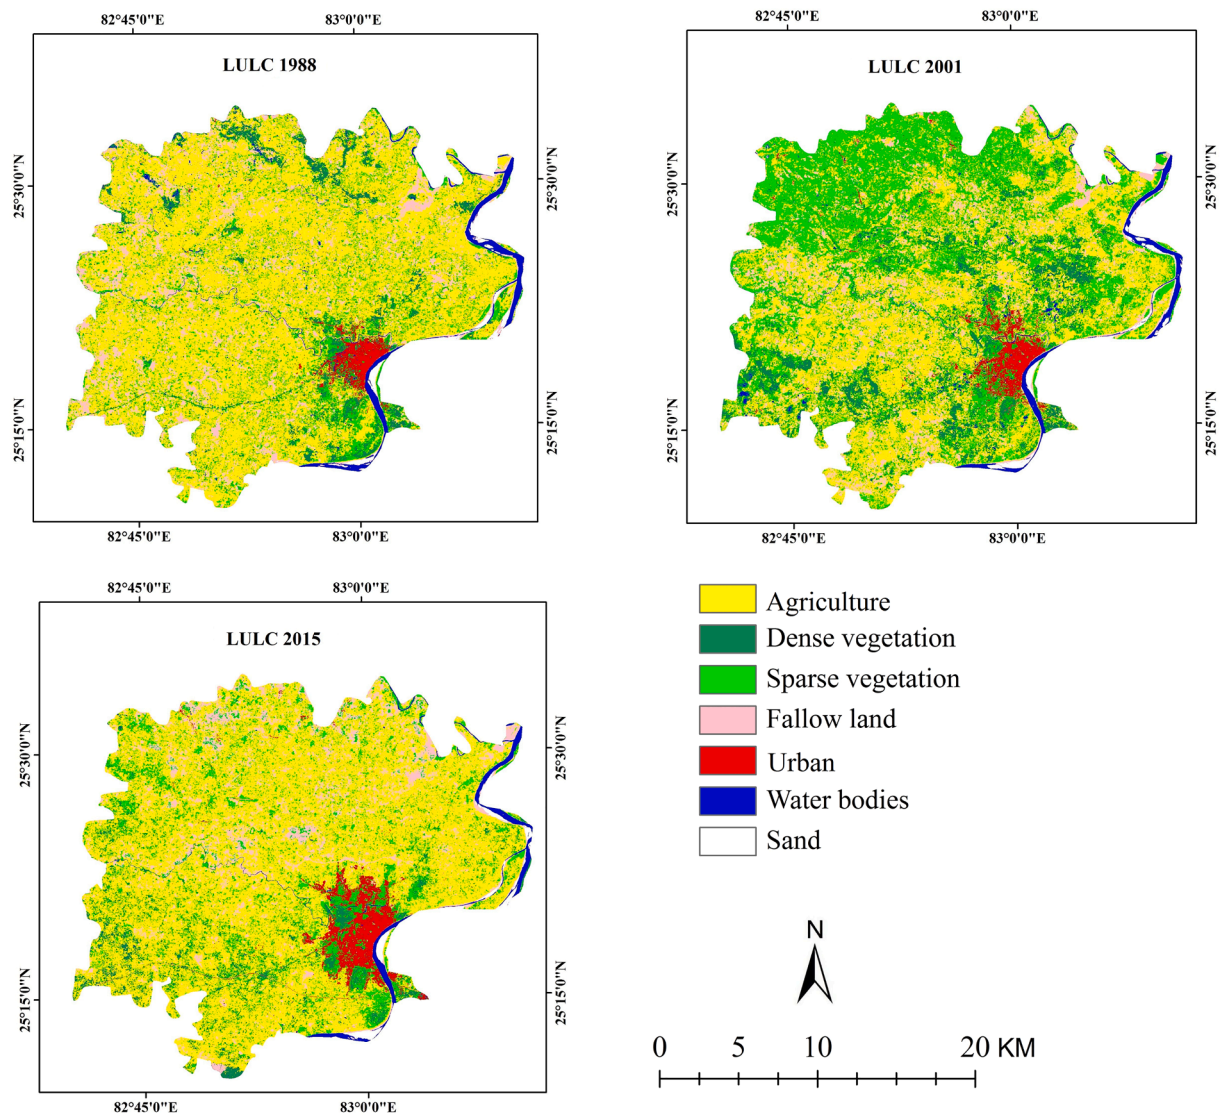 82°45'0"E 83°0'0"E
LULC 1988
25°30'0"N 25°30'0"N
25°15'0"N 25°15'0"N
82°45'0"E 83°0'0"E
82°45'0"E 83°0'0"E
LULC 2001
25°30'0"N 25°30'0"N
25°15'0"N 25°15'0"N
82°45'0"E 83°0'0"E
82°45'0"E 83°0'0"E
LULC 2015
25°30'0"N 25°30'0"N
25°15'0"N 25°15'0"N
82°45'0"E 83°0'0"E
Agriculture
Dense vegetation
Sparse vegetation
Fallow land
Urban
Water bodies
Sand
N
0 5 10 20 KM